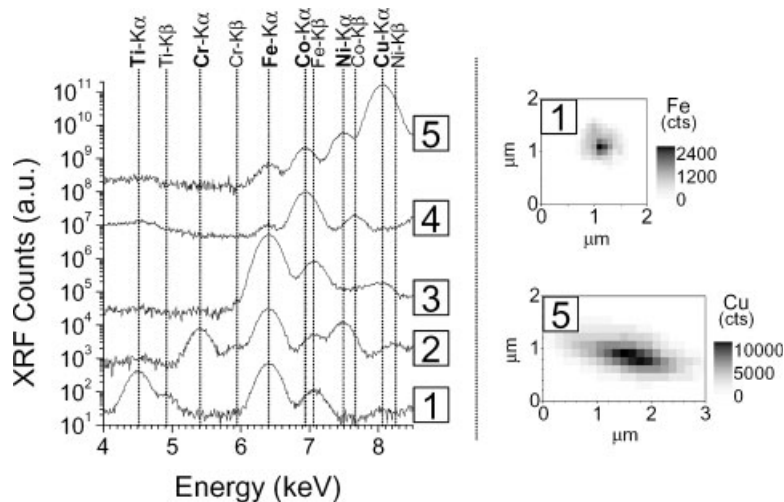 Ti-Kα
Ti-Kβ
Cr-Kα
Cr-Kβ
Fe-Kα
Co-Kα
Fe-Kβ
Ni-Kα
Co-Kβ
Cu-Kα
Ni-Kβ
XRF Counts (a.u.)
10¹¹
10¹⁰
10⁹
10⁸
10⁷
10⁶
10⁵
10⁴
10³
10²
10¹
5
4
3
2
1
4 5 6 7 8
Energy (keV)
1
Fe
(cts)
2400
1200
0
2
1
0
μm
0 1 2
μm
5
Cu
(cts)
10000
5000
0
2
1
0
μm
0 1 2 3
μm